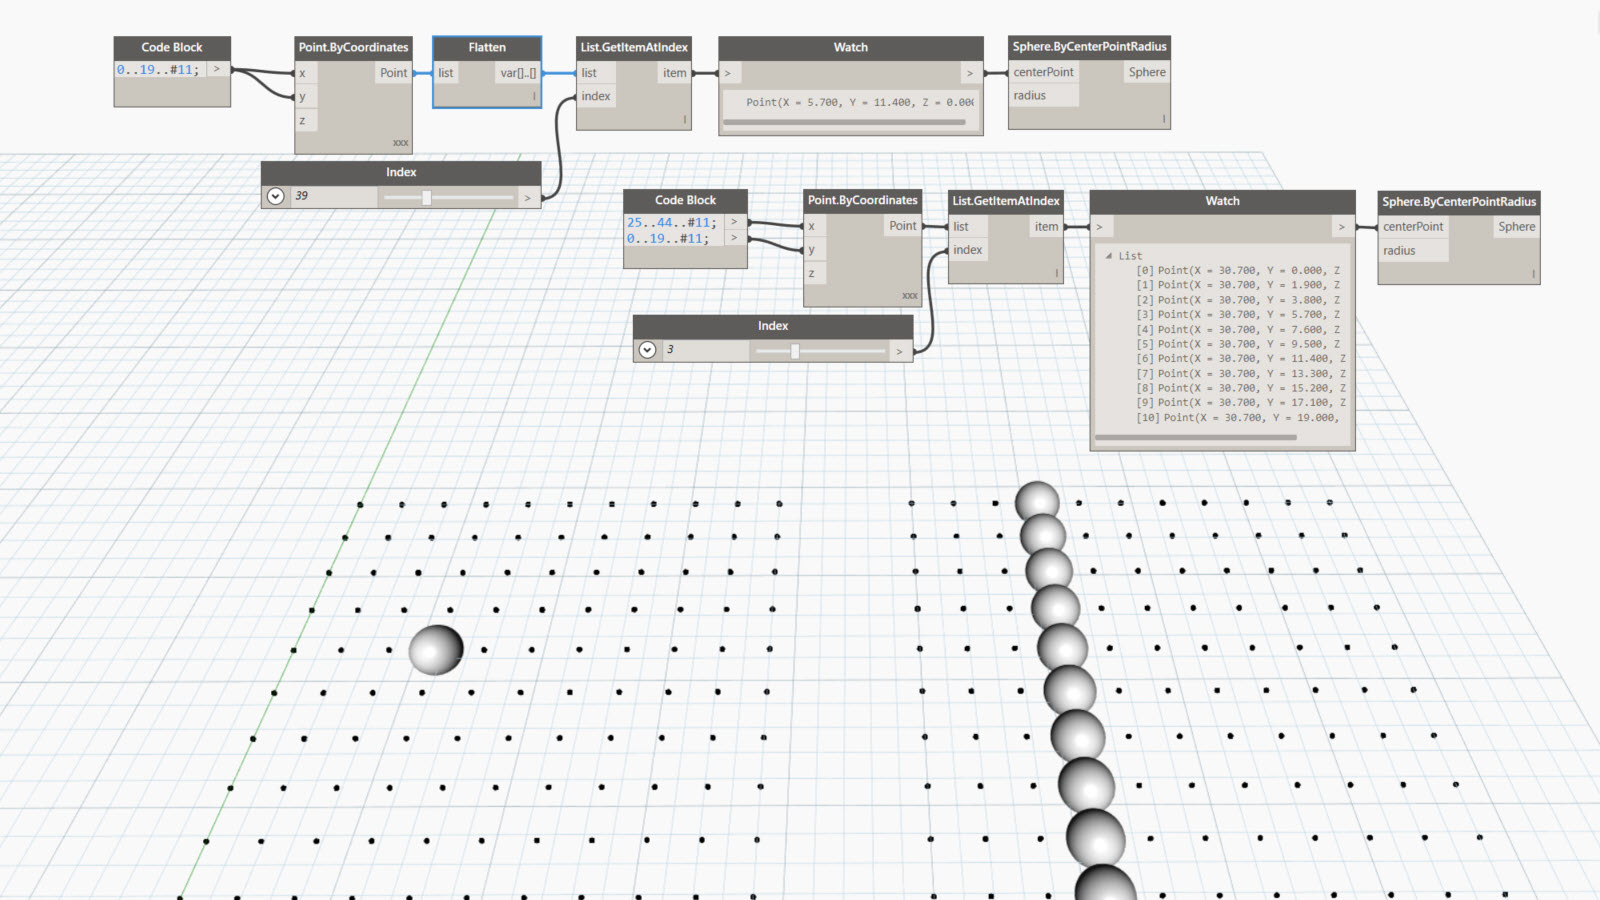 Code Block
0..19..#11; >
Point.ByCoordinates
x Point
y
z
xxx
Flatten
list var[]..[]
l
List.GetItemAtIndex
list item
index
l
Watch
> >
Point(X = 5.700, Y = 11.400, Z = 0.000
Sphere.ByCenterPointRadius
centerPoint Sphere
radius
l
Index
39 >
Code Block
25..44..#11; >
0..19..#11; >
Point.ByCoordinates
x Point
y
z
xxx
List.GetItemAtIndex
list item
index
l
Watch
> >
List
[0] Point(X = 30.700, Y = 0.000, Z
[1] Point(X = 30.700, Y = 1.900, Z
[2] Point(X = 30.700, Y = 3.800, Z
[3] Point(X = 30.700, Y = 5.700, Z
[4] Point(X = 30.700, Y = 7.600, Z
[5] Point(X = 30.700, Y = 9.500, Z
[6] Point(X = 30.700, Y = 11.400, Z
[7] Point(X = 30.700, Y = 13.300, Z
[8] Point(X = 30.700, Y = 15.200, Z
[9] Point(X = 30.700, Y = 17.100, Z
[10] Point(X = 30.700, Y = 19.000,
Sphere.ByCenterPointRadius
centerPoint Sphere
radius
l
Index
3 >